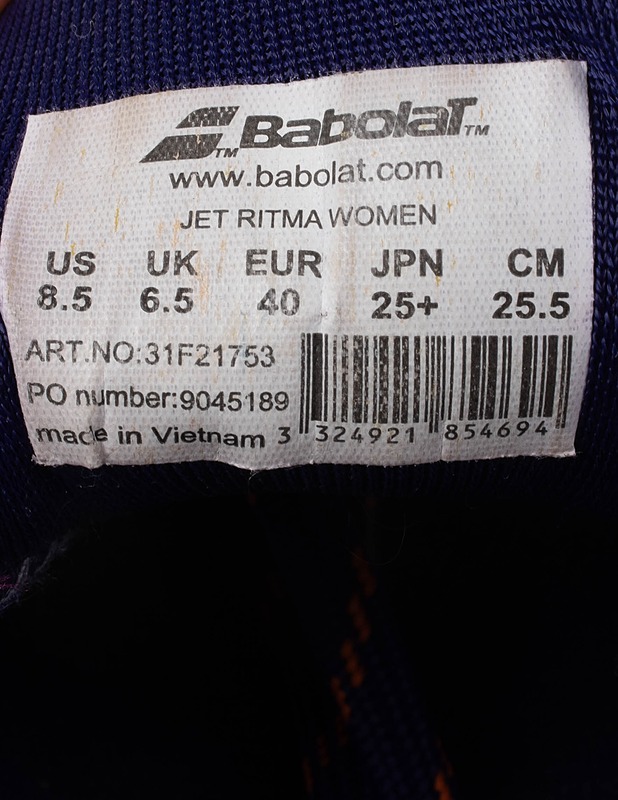 BaboIaT™
www.babolat.com
JET RITMA WOMEN
US UK EUR JPN CM
8.5 6.5 40 25+ 25.5
ART.NO:31F21753
PO number:9045189
made in Vietnam 3 324921 854694